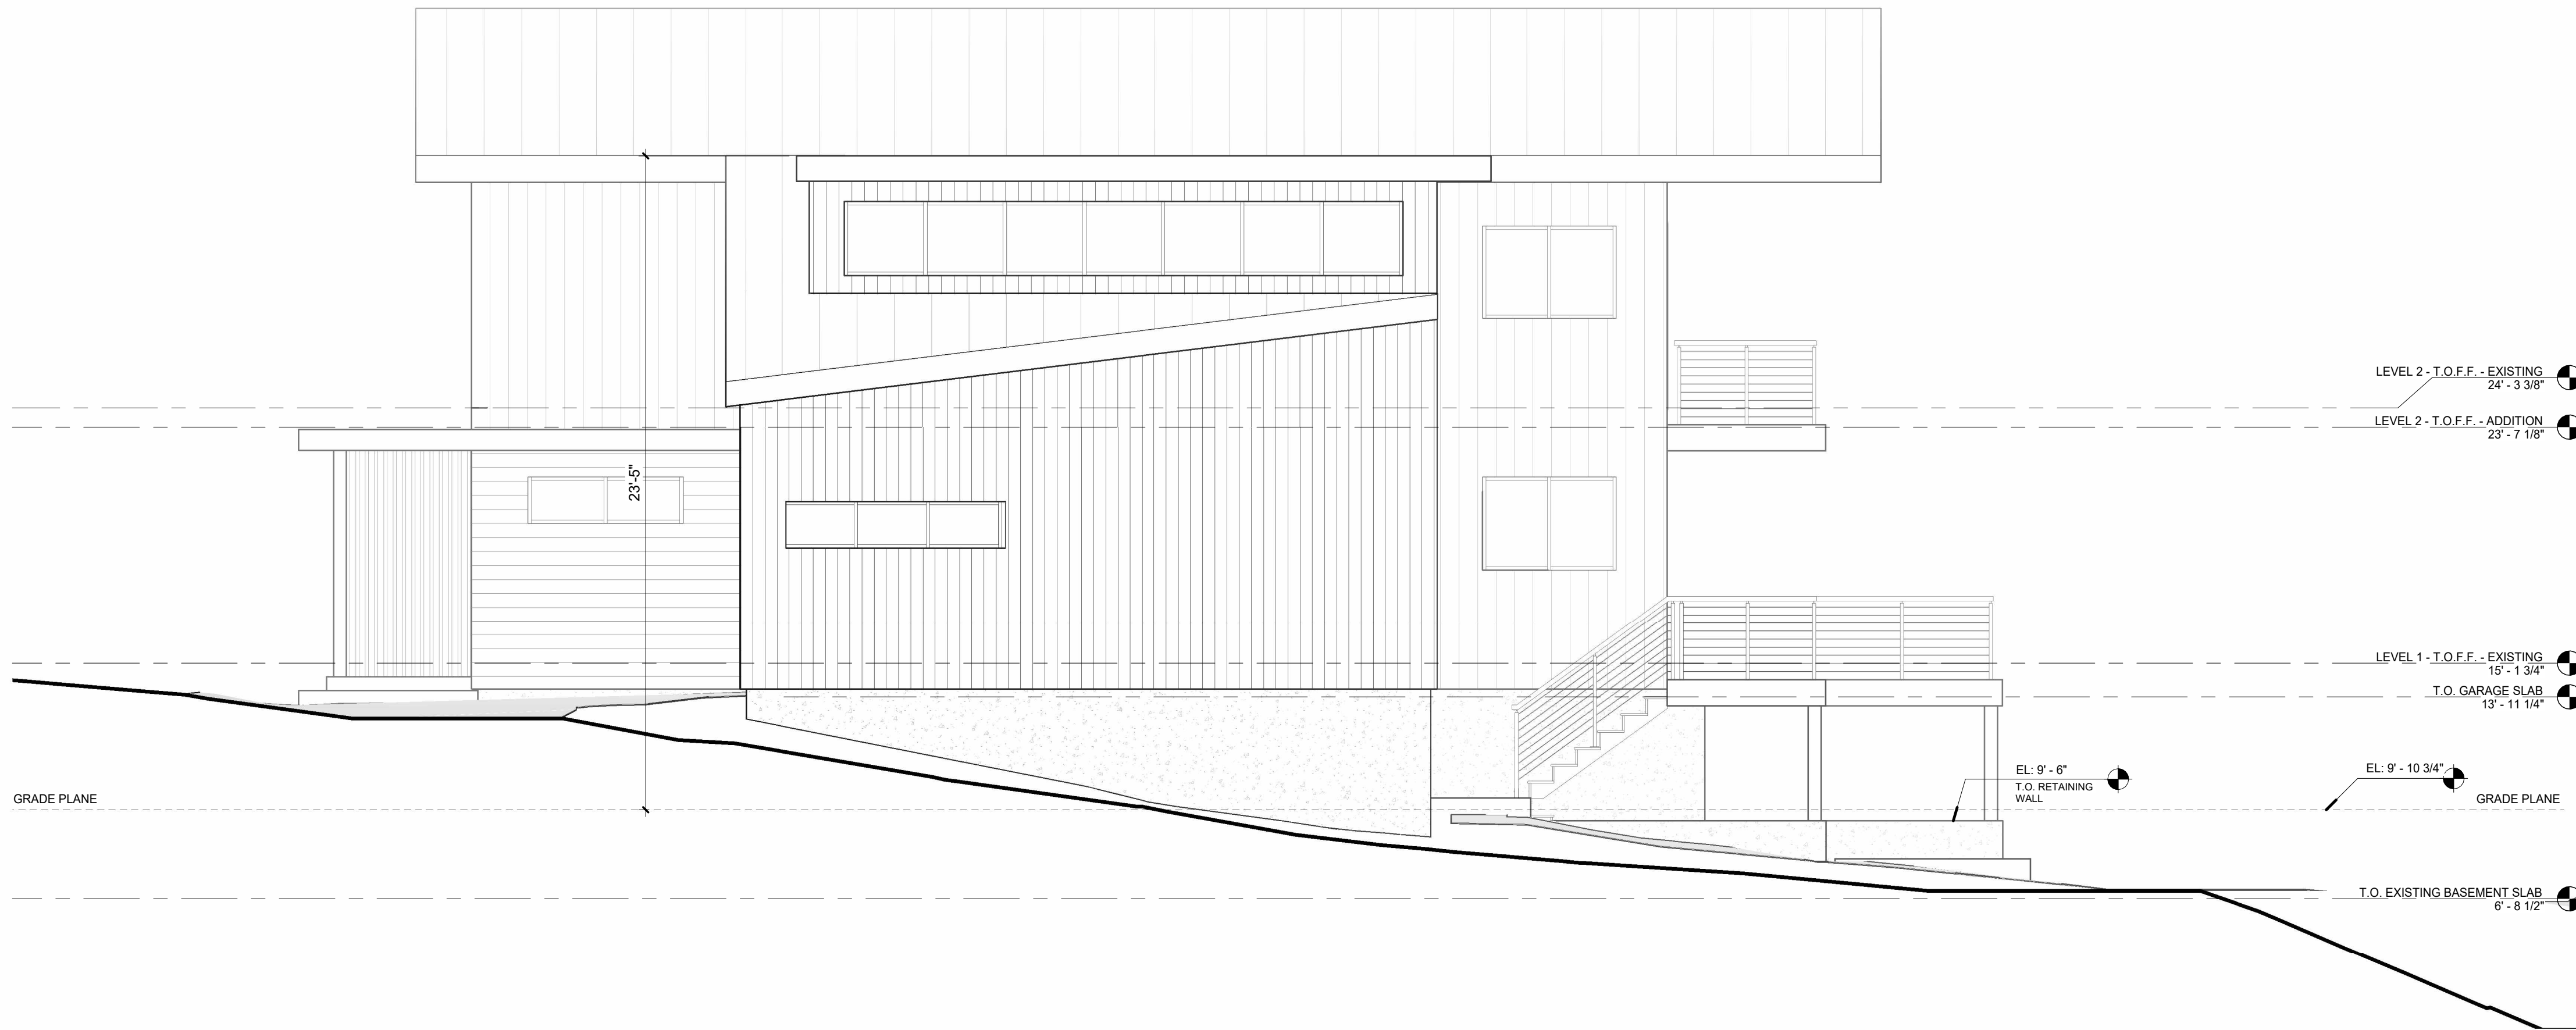 LEVEL 2 - T.O.F.F. - EXISTING
24' - 3 3/8"
LEVEL 2 - T.O.F.F. - ADDITION
23' - 7 1/8"
23'-5"
LEVEL 1 - T.O.F.F. - EXISTING
15' - 1 3/4"
T.O. GARAGE SLAB
13' - 11 1/4"
EL: 9' - 6"
T.O. RETAINING
WALL
EL: 9' - 10 3/4"
GRADE PLANE
GRADE PLANE
T.O. EXISTING BASEMENT SLAB
6' - 8 1/2"